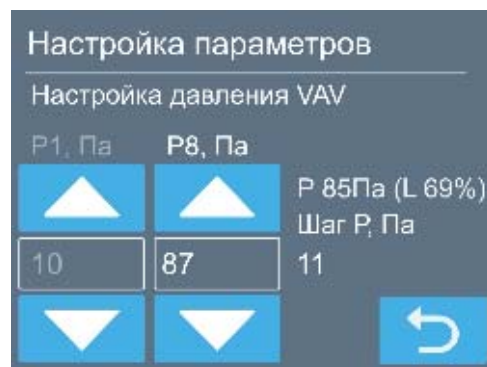 Настройка параметров
Настройка давления VAV
P1, Па P8, Па
P 85Па (L 69%)
Шаг P, Па
10 87 11